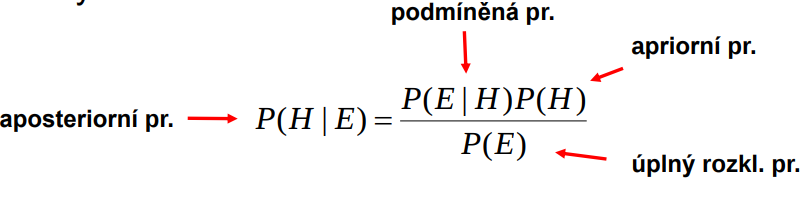 podmíněná pr.
apriorní pr.
aposteriorní pr.
P(H | E) = P(E | H)P(H) / P(E)
úplný rozkl. pr.